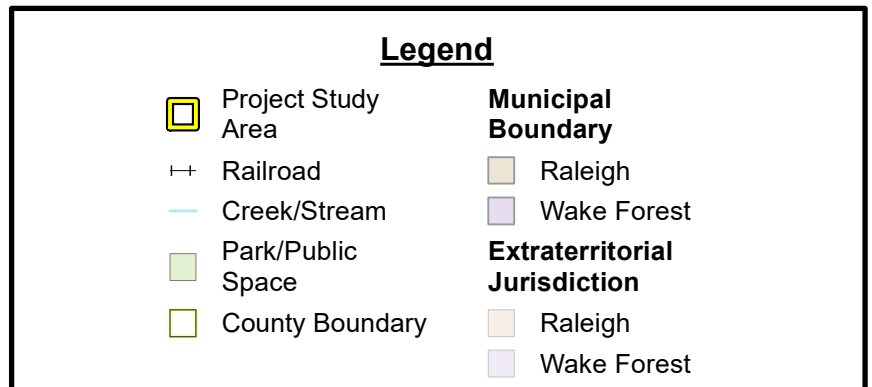 Legend
Project Study
Area
Railroad
Creek/Stream
Park/Public
Space
County Boundary
Municipal
Boundary
Raleigh
Wake Forest
Extraterritorial
Jurisdiction
Raleigh
Wake Forest